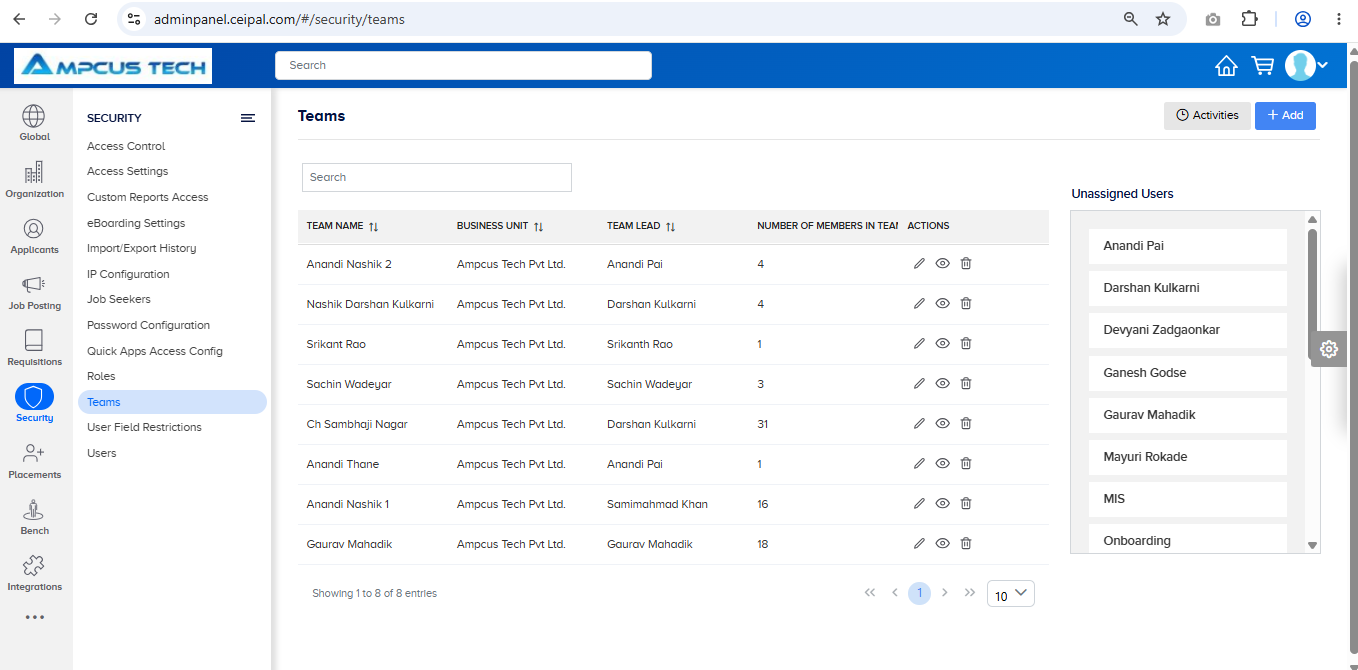 adminpanel.ceipal.com/#/security/teams
AMPCUS TECH
Search
Global
Organization
Applicants
Job Posting
Requisitions
Security
Placements
Bench
Integrations
SECURITY
Access Control
Access Settings
Custom Reports Access
eBoarding Settings
Import/Export History
IP Configuration
Job Seekers
Password Configuration
Quick Apps Access Config
Roles
Teams
User Field Restrictions
Users
Teams
Activities
+ Add
Search
TEAM NAME BUSINESS UNIT TEAM LEAD NUMBER OF MEMBERS IN TEAM ACTIONS
Anandi Nashik 2 Ampcus Tech Pvt Ltd. Anandi Pai 4
Nashik Darshan Kulkarni Ampcus Tech Pvt Ltd. Darshan Kulkarni 4
Srikant Rao Ampcus Tech Pvt Ltd. Srikanth Rao 1
Sachin Wadeyar Ampcus Tech Pvt Ltd. Sachin Wadeyar 3
Ch Sambhaji Nagar Ampcus Tech Pvt Ltd. Darshan Kulkarni 31
Anandi Thane Ampcus Tech Pvt Ltd. Anandi Pai 1
Anandi Nashik 1 Ampcus Tech Pvt Ltd. Samimahmad Khan 16
Gaurav Mahadik Ampcus Tech Pvt Ltd. Gaurav Mahadik 18
Showing 1 to 8 of 8 entries
1
10
Unassigned Users
Anandi Pai
Darshan Kulkarni
Devyani Zadgaonkar
Ganesh Godse
Gaurav Mahadik
Mayuri Rokade
MIS
Onboarding